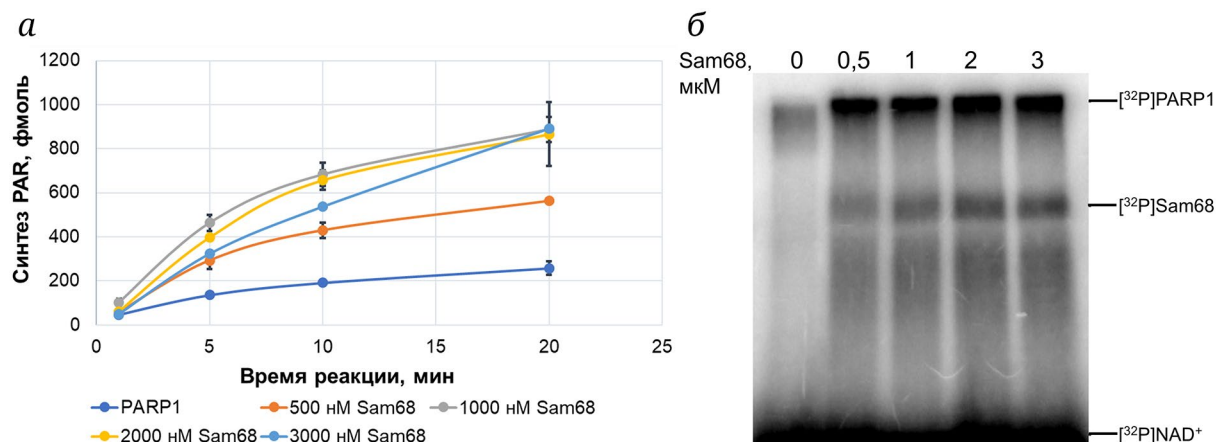 а
1200
1000
800
600
400
200
0
0 5 10 15 20 25
Синтез PAR, фмоль
Время реакции, мин
PARP1 500 нМ Sam68 1000 нМ Sam68
2000 нМ Sam68 3000 нМ Sam68
б
Sam68, 0 0,5 1 2 3
мкМ
[³²P]PARP1
[³²P]Sam68
[³²P]NAD⁺